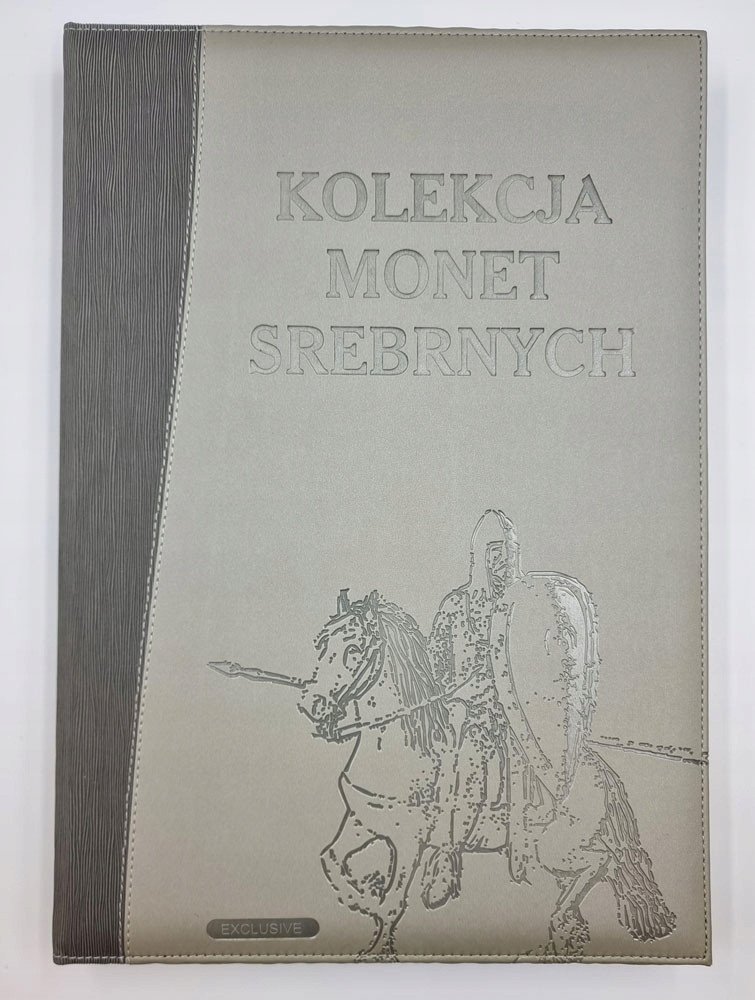 KOLEKCJA
MONET
SREBRNYCH
EXCLUSIVE